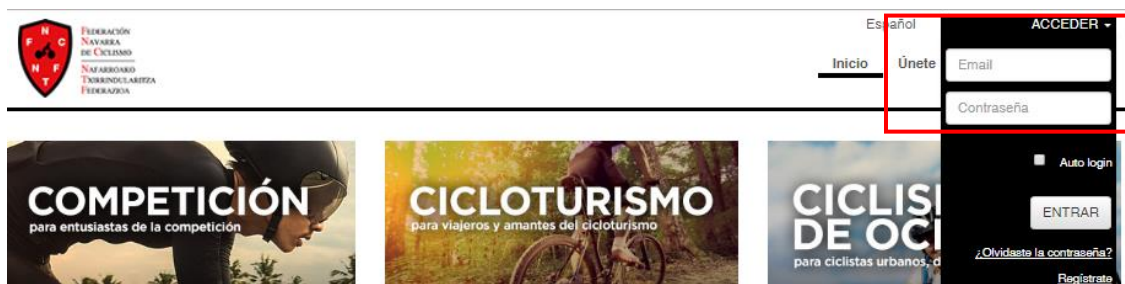 F N C
N F
T
FEDERACIÓN
NAVARRA
DE CICLISMO
NAFARROAKO
TXIRRINDULARITZA
FEDERAZIOA
Español
ACCEDER
Inicio
Únete
Email
Contraseña
Auto login
ENTRAR
¿Olvidaste la contraseña?
Regístrate
COMPETICIÓN
para entusiastas de la competición
CICLOTURISMO
para viajeros y amantes del cicloturismo
CICLIS
DE OC
para ciclistas urbanos, d